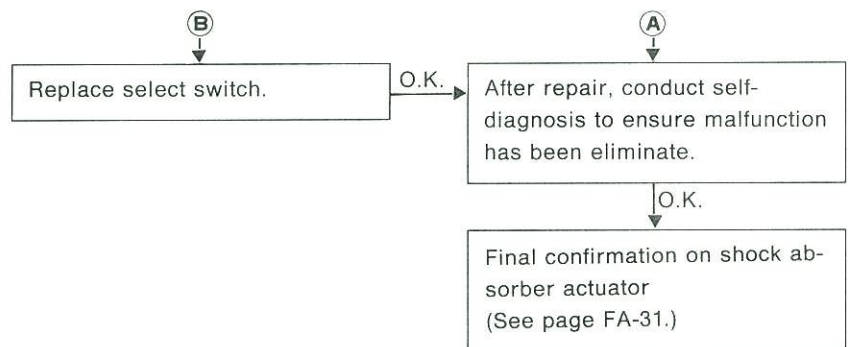 B
A
Replace select switch.
O.K.
After repair, conduct self-
diagnosis to ensure malfunction
has been eliminate.
O.K.
Final confirmation on shock ab-
sorber actuator
(See page FA-31.)